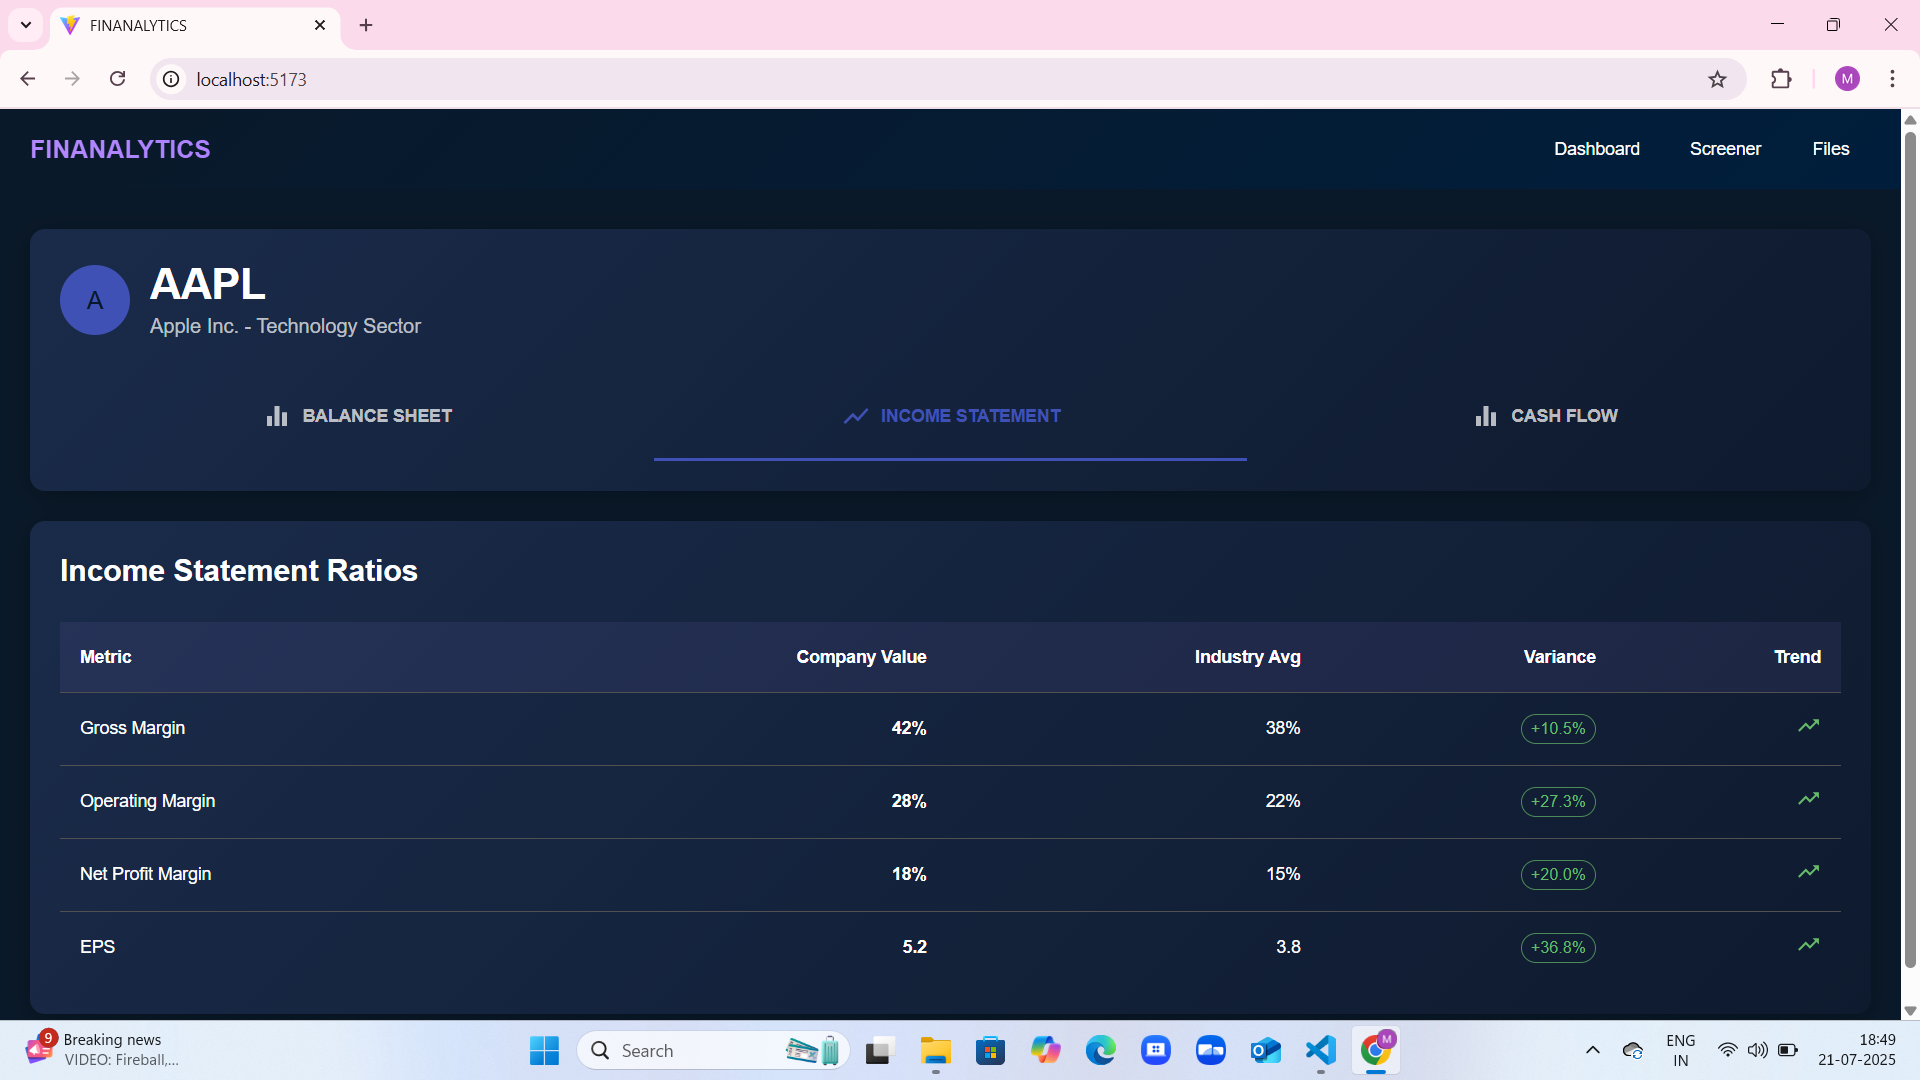 FINANALYTICS
localhost:5173
M
FINANALYTICS
Dashboard Screener Files
A
AAPL
Apple Inc. - Technology Sector
BALANCE SHEET
INCOME STATEMENT
CASH FLOW
Income Statement Ratios
Metric Company Value Industry Avg Variance Trend
Gross Margin 42% 38% +10.5%
Operating Margin 28% 22% +27.3%
Net Profit Margin 18% 15% +20.0%
EPS 5.2 3.8 +36.8%
9
Breaking news
VIDEO: Fireball,...
Search
M
ENG
IN
18:49
21-07-2025